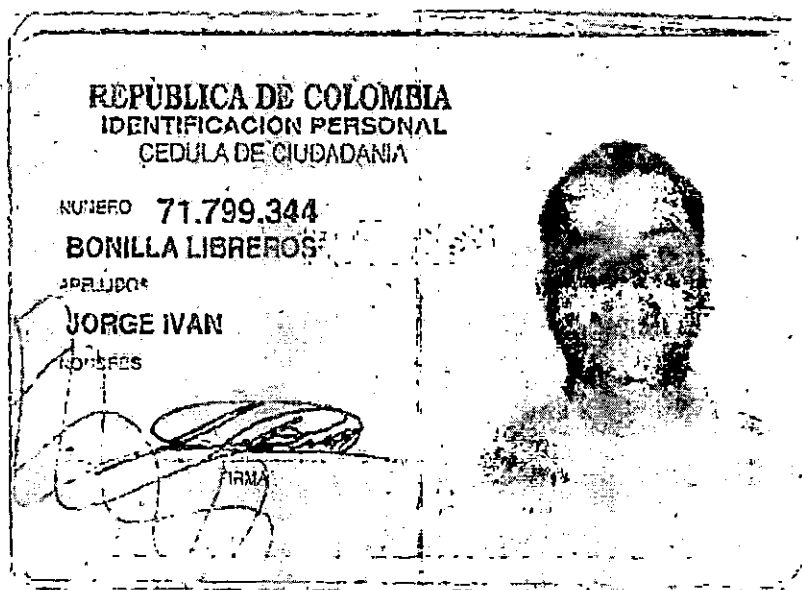 REPÚBLICA DE COLOMBIA
IDENTIFICACION PERSONAL
CEDULA DE CIUDADANIA
NUMERO 71.799.344
BONILLA LIBREROS
APELLIDOS
JORGE IVAN
NOMBRES
FIRMA